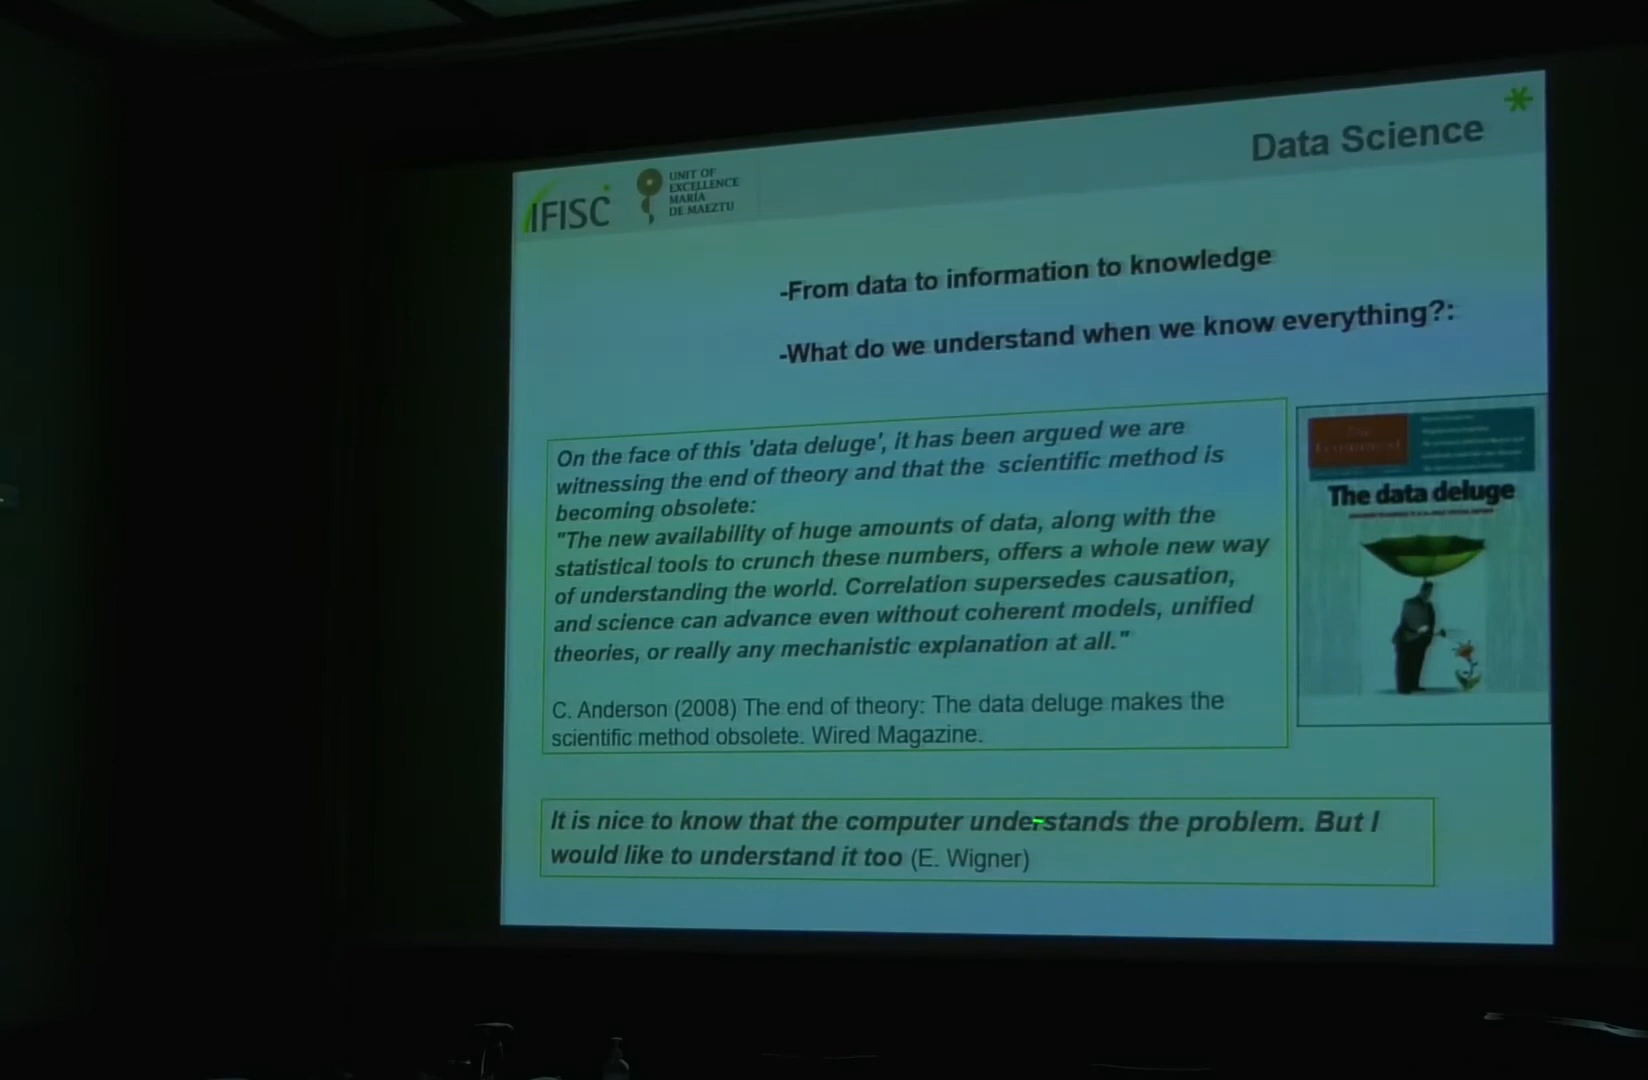 Data Science
IFISC
UNIT OF
EXCELLENCE
MARÍA
DE MAEZTU
-From data to information to knowledge
-What do we understand when we know everything?:
On the face of this 'data deluge', it has been argued we are
witnessing the end of theory and that the scientific method is
becoming obsolete:
"The new availability of huge amounts of data, along with the
statistical tools to crunch these numbers, offers a whole new way
of understanding the world. Correlation supersedes causation,
and science can advance even without coherent models, unified
theories, or really any mechanistic explanation at all."
C. Anderson (2008) The end of theory: The data deluge makes the
scientific method obsolete. Wired Magazine.
The
Economist
The data deluge
It is nice to know that the computer understands the problem. But I
would like to understand it too (E. Wigner)